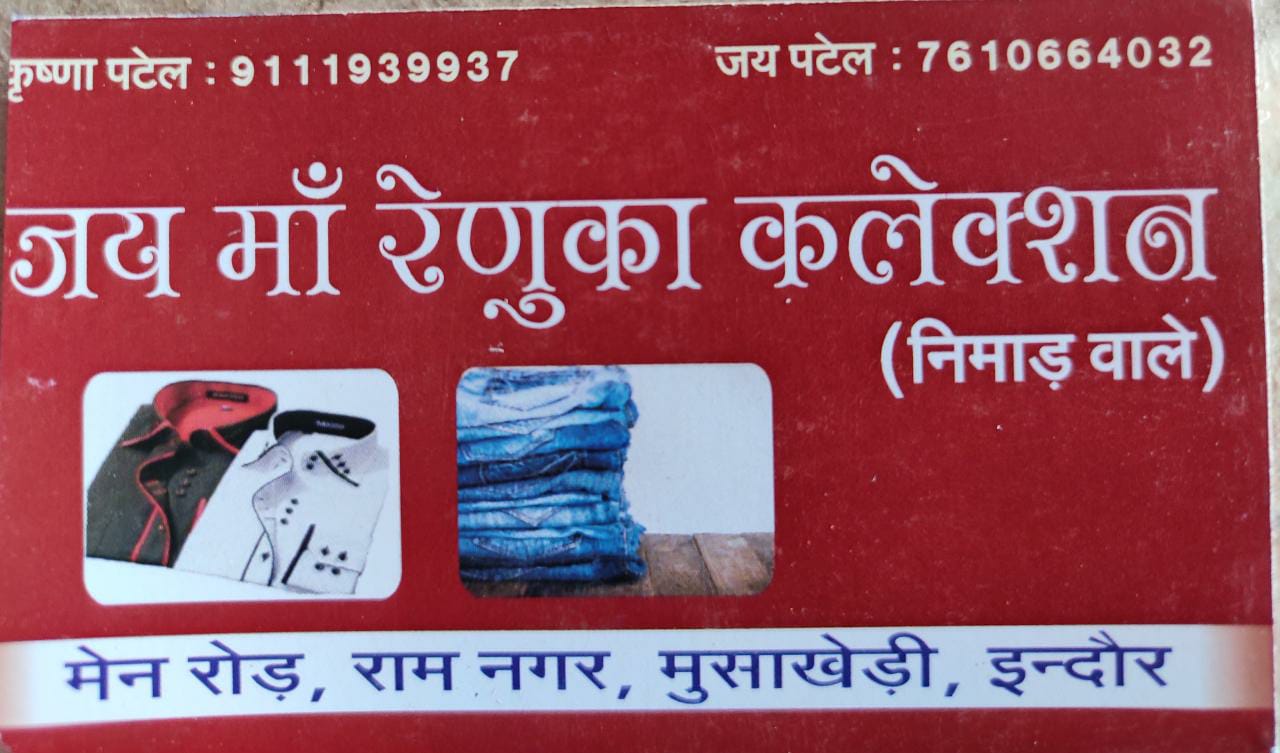 कृष्णा पटेल : 9111939937 जय पटेल : 7610664032
जय माँ रेणुका कलेक्शन
(निमाड़ वाले)
मेन रोड़, राम नगर, मुसाखेड़ी, इन्दौर